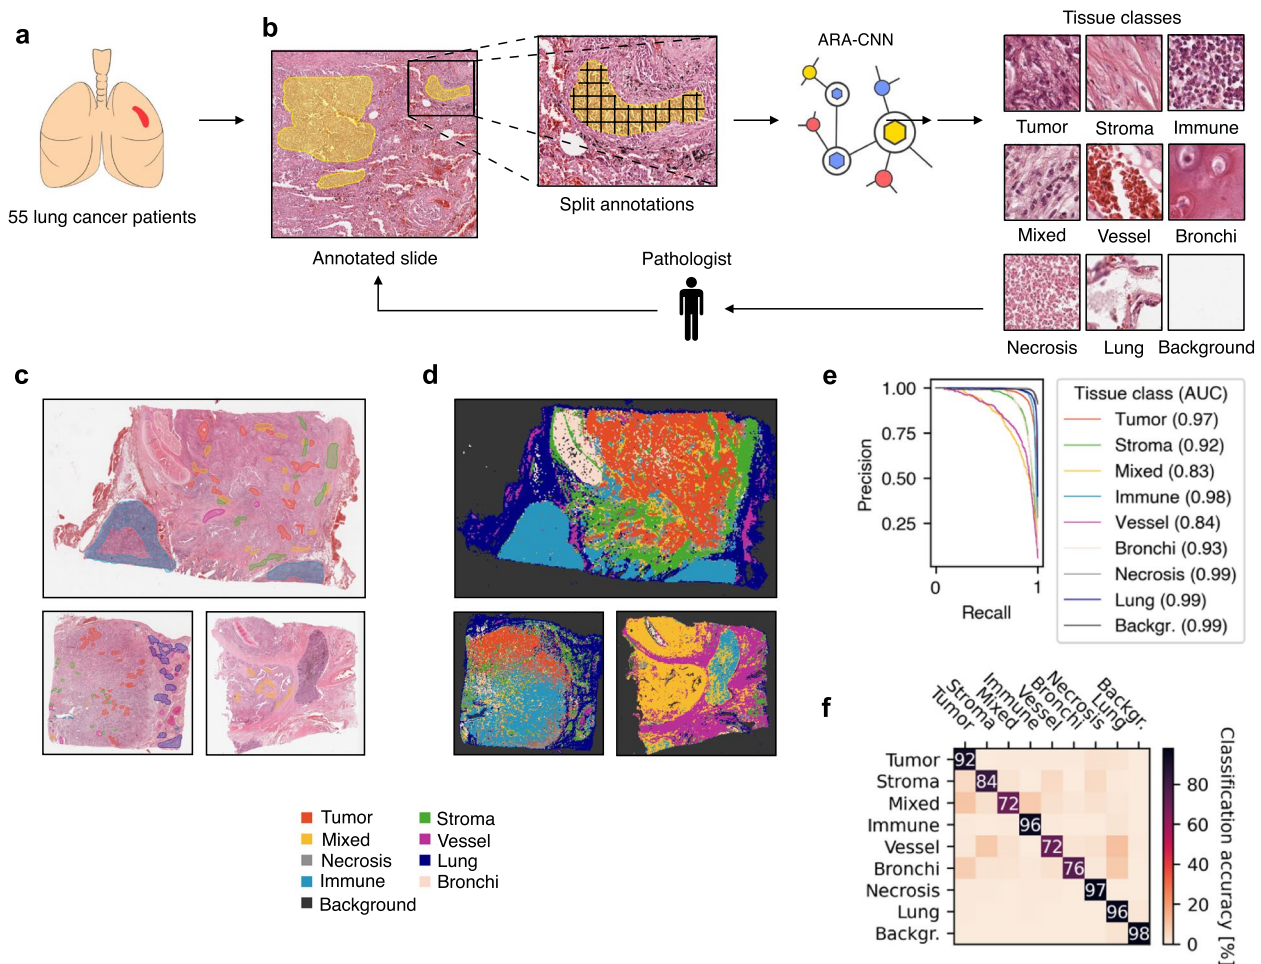 a
55 lung cancer patients
b
Annotated slide
Split annotations
ARA-CNN
Pathologist
Tissue classes
Tumor Stroma Immune
Mixed Vessel Bronchi
Necrosis Lung Background
c
d
Tumor
Mixed
Necrosis
Immune
Background
Stroma
Vessel
Lung
Bronchi
e
1.00
0.75
0.50
0.25
Precision
0 1
Recall
Tissue class (AUC)
Tumor (0.97)
Stroma (0.92)
Mixed (0.83)
Immune (0.98)
Vessel (0.84)
Bronchi (0.93)
Necrosis (0.99)
Lung (0.99)
Backgr. (0.99)
f
Tumor
Stroma
Mixed
Immune
Vessel
Bronchi
Necrosis
Lung
Backgr.
Tumor 92
Stroma 84
Mixed 72
Immune 96
Vessel 72
Bronchi 76
Necrosis 97
Lung 96
Backgr. 98
80
60
40
20
0
Classification accuracy [%]